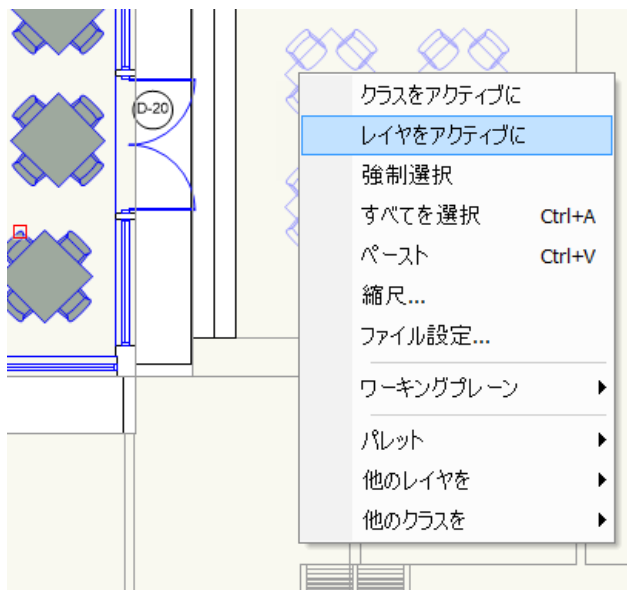 D-20
クラスをアクティブに
レイヤをアクティブに
強制選択
すべてを選択 Ctrl+A
ペースト Ctrl+V
縮尺...
ファイル設定...
ワーキングプレーン
パレット
他のレイヤを
他のクラスを